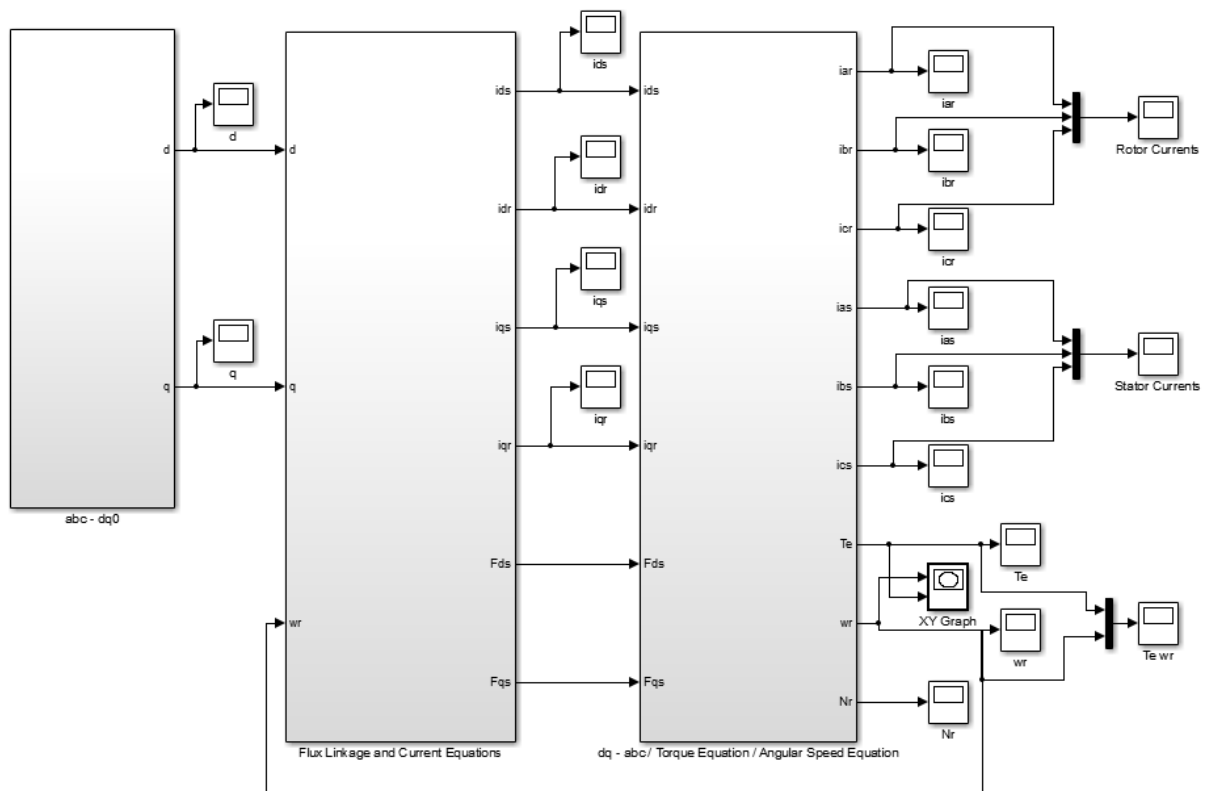 d
q
abc - dq0
d
q
d
q
wr
ids
idr
iqs
iqr
Fds
Fqs
Flux Linkage and Current Equations
ids
idr
iqs
iqr
ids
idr
iqs
iqr
Fds
Fqs
iar
ibr
icr
ias
ibs
ics
Te
wr
Nr
dq - abc / Torque Equation / Angular Speed Equation
iar
ibr
icr
Rotor Currents
ias
ibs
ics
Stator Currents
Te
XY Graph
wr
Te wr
Nr